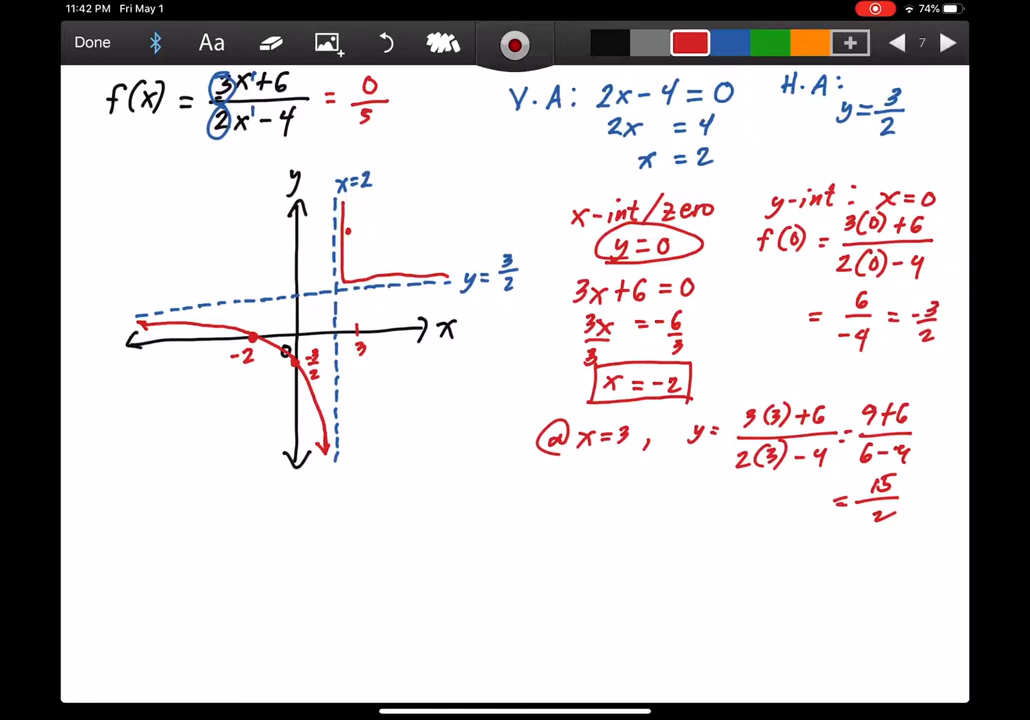 11:42 PM Fri May 1
74%
Done
Aa
7
f(x) = 3x¹+6 / 2x¹-4 = 0/5
V.A: 2x-4=0
2x = 4
x = 2
H.A:
y = 3/2
y
x=2
y = 3/2
x
-2
0
-3/2
3
x-int/zero
y=0
3x+6=0
3x/3 = -6/3
x = -2
y-int: x=0
f(0) = 3(0)+6 / 2(0)-4
= 6/-4 = -3/2
@ x=3, y= 3(3)+6 / 2(3)-4 = 9+6 / 6-4
= 15/2